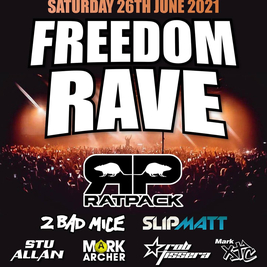 SATURDAY 26TH JUNE 2021
FREEDOM
RAVE
RP
RATPACK
2 BAD MICE
SLIPMATT
STU
ALLAN
MARK
ARCHER
rob
tissera
Mark
XTC